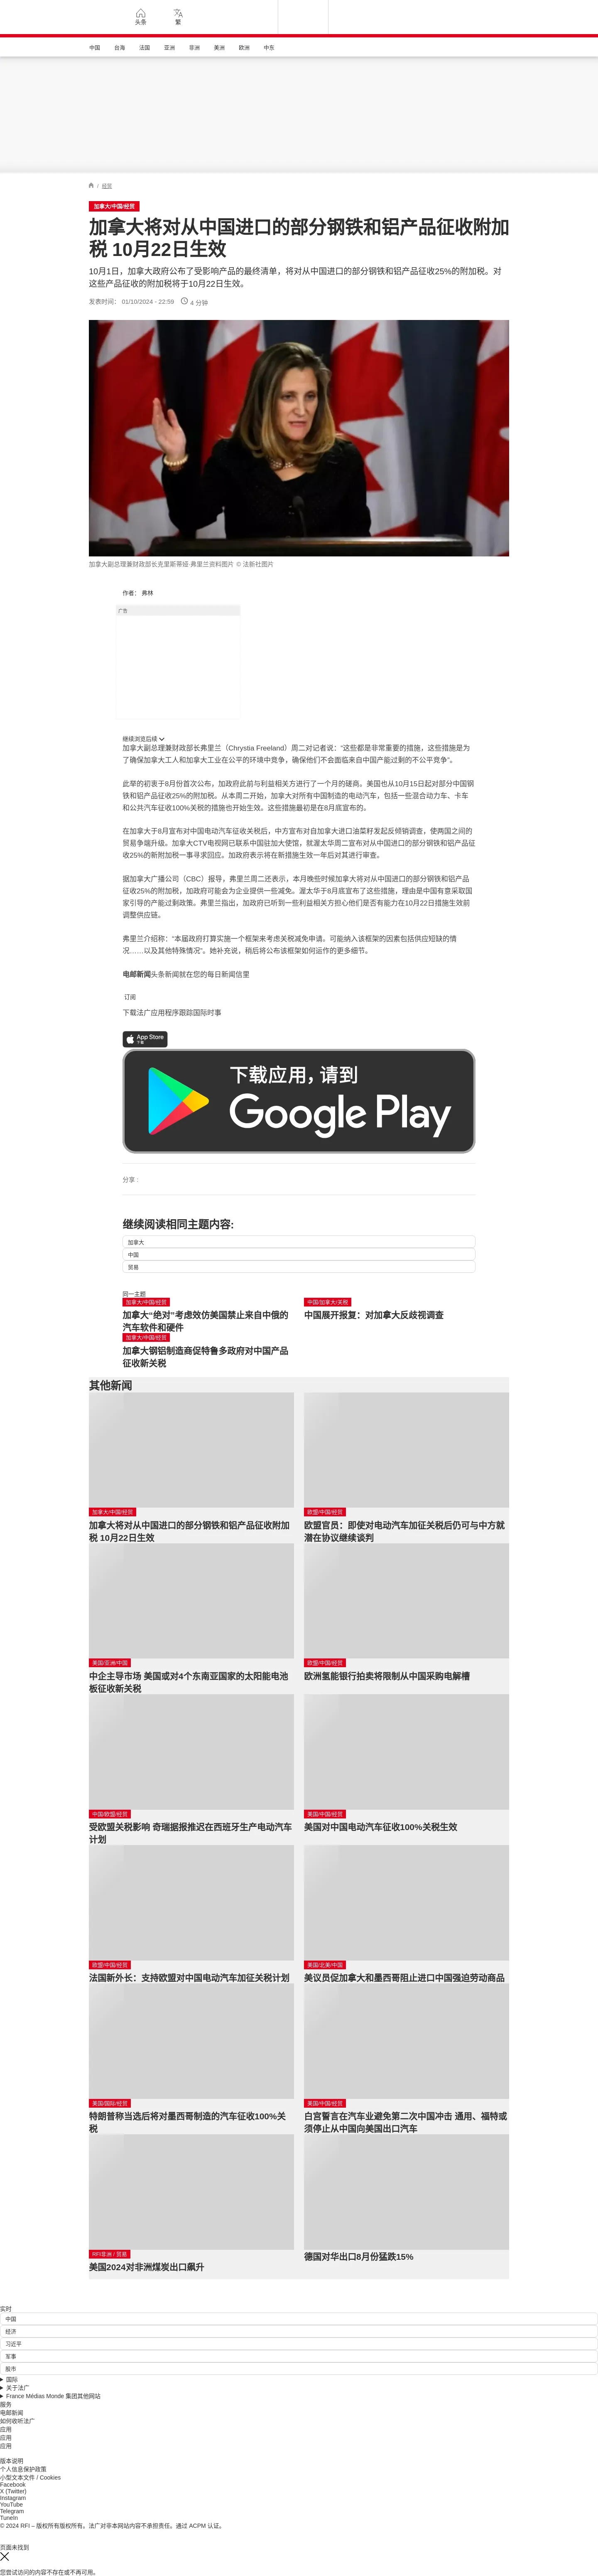 头条
繁
中国 台海 法国 亚洲 非洲 美洲 欧洲 中东
/ 经贸
加拿大/中国/经贸
加拿大将对从中国进口的部分钢铁和铝产品征收附加
税 10月22日生效
10月1日，加拿大政府公布了受影响产品的最终清单，将对从中国进口的部分钢铁和铝产品征收25%的附加税。对
这些产品征收的附加税将于10月22日生效。
发表时间： 01/10/2024 - 22:59 4 分钟
加拿大副总理兼财政部长克里斯蒂娅·弗里兰资料图片 © 法新社图片
作者： 弗林
广告
继续浏览后续
加拿大副总理兼财政部长弗里兰（Chrystia Freeland）周二对记者说：“这些都是非常重要的措施，这些措施是为
了确保加拿大工人和加拿大工业在公平的环境中竞争，确保他们不会面临来自中国产能过剩的不公平竞争”。
此举的初衷于8月份首次公布，加政府此前与利益相关方进行了一个月的磋商。美国也从10月15日起对部分中国钢
铁和铝产品征收25%的附加税。从本周二开始，加拿大对所有中国制造的电动汽车，包括一些混合动力车、卡车
和公共汽车征收100%关税的措施也开始生效。这些措施最初是在8月底宣布的。
在加拿大于8月宣布对中国电动汽车征收关税后，中方宣布对自加拿大进口油菜籽发起反倾销调查，使两国之间的
贸易争端升级。加拿大CTV电视网已联系中国驻加大使馆，就渥太华周二宣布对从中国进口的部分钢铁和铝产品征
收25%的新附加税一事寻求回应。加政府表示将在新措施生效一年后对其进行审查。
据加拿大广播公司（CBC）报导，弗里兰周二还表示，本月晚些时候加拿大将对从中国进口的部分钢铁和铝产品
征收25%的附加税，加政府可能会为企业提供一些减免。渥太华于8月底宣布了这些措施，理由是中国有意采取国
家引导的产能过剩政策。弗里兰指出，加政府已听到一些利益相关方担心他们是否有能力在10月22日措施生效前
调整供应链。
弗里兰介绍称：“本届政府打算实施一个框架来考虑关税减免申请。可能纳入该框架的因素包括供应短缺的情
况……以及其他特殊情况”。她补充说，稍后将公布该框架如何运作的更多细节。
电邮新闻头条新闻就在您的每日新闻信里
订阅
下载法广应用程序跟踪国际时事
App Store
下载
下载应用，请到
Google Play
分享 :
继续阅读相同主题内容:
加拿大
中国
贸易
同一主题
加拿大/中国/经贸
加拿大“绝对”考虑效仿美国禁止来自中俄的
汽车软件和硬件
中国/加拿大/关税
中国展开报复：对加拿大反歧视调查
加拿大/中国/经贸
加拿大钢铝制造商促特鲁多政府对中国产品
征收新关税
其他新闻
加拿大/中国/经贸
加拿大将对从中国进口的部分钢铁和铝产品征收附加
税 10月22日生效
欧盟/中国/经贸
欧盟官员：即使对电动汽车加征关税后仍可与中方就
潜在协议继续谈判
美国/亚洲/中国
中企主导市场 美国或对4个东南亚国家的太阳能电池
板征收新关税
欧盟/中国/经贸
欧洲氢能银行拍卖将限制从中国采购电解槽
中国/欧盟/经贸
受欧盟关税影响 奇瑞据报推迟在西班牙生产电动汽车
计划
美国/中国/经贸
美国对中国电动汽车征收100%关税生效
欧盟/中国/经贸
法国新外长：支持欧盟对中国电动汽车加征关税计划
美国/北美/中国
美议员促加拿大和墨西哥阻止进口中国强迫劳动商品
美国/国际/经贸
特朗普称当选后将对墨西哥制造的汽车征收100%关
税
美国/中国/经贸
白宫誓言在汽车业避免第二次中国冲击 通用、福特或
须停止从中国向美国出口汽车
RFI非洲 / 贸易
美国2024对非洲煤炭出口飙升
德国对华出口8月份猛跌15%
实时
中国
经济
习近平
军事
股市
国际
关于法广
France Médias Monde 集团其他网站
服务
电邮新闻
如何收听法广
应用
应用
应用
版本说明
个人信息保护政策
小型文本文件 / Cookies
Facebook
X (Twitter)
Instagram
YouTube
Telegram
TuneIn
© 2024 RFI – 版权所有版权所有。法广对非本网站内容不承担责任。通过 ACPM 认证。
页面未找到
您尝试访问的内容不存在或不再可用。